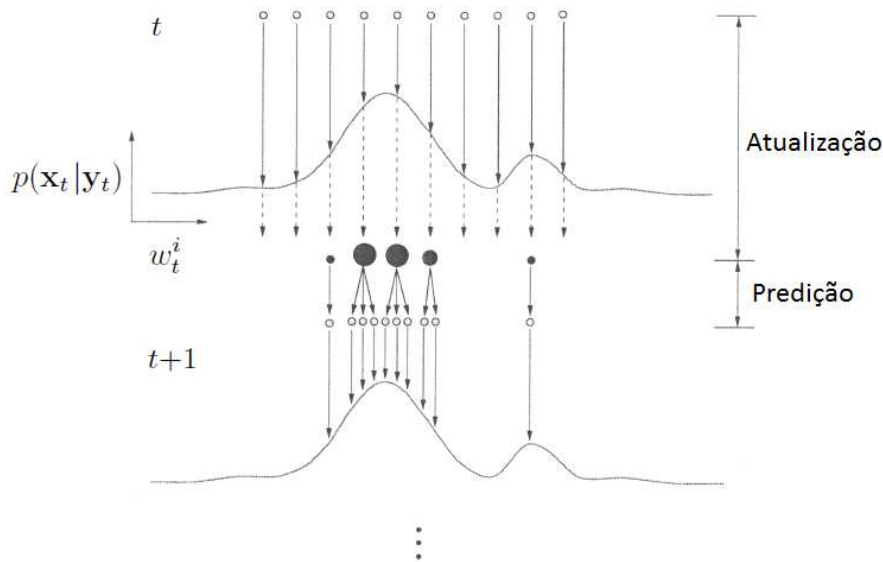 t
Atualização
p(x_t|y_t)
w_t^i
Predição
t+1